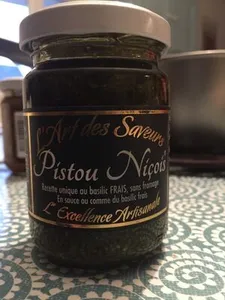 L'Art des Saveurs
Pistou Niçois
Recette unique au basilic FRAIS, sans fromage
En sauce ou comme du basilic frais
L'Excellence Artisanale